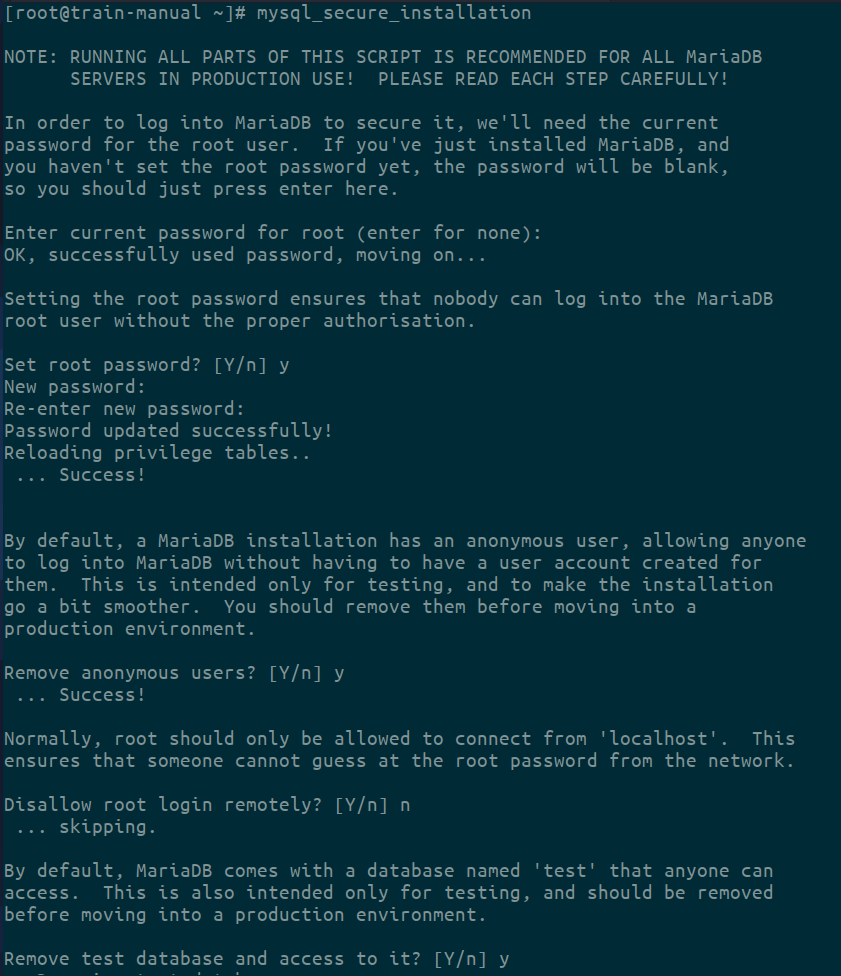 [root@train-manual ~]# mysql_secure_installation
NOTE: RUNNING ALL PARTS OF THIS SCRIPT IS RECOMMENDED FOR ALL MariaDB
SERVERS IN PRODUCTION USE!  PLEASE READ EACH STEP CAREFULLY!
In order to log into MariaDB to secure it, we'll need the current
password for the root user.  If you've just installed MariaDB, and
you haven't set the root password yet, the password will be blank,
so you should just press enter here.
Enter current password for root (enter for none):
OK, successfully used password, moving on...
Setting the root password ensures that nobody can log into the MariaDB
root user without the proper authorisation.
Set root password? [Y/n] y
New password:
Re-enter new password:
Password updated successfully!
Reloading privilege tables..
 ... Success!
By default, a MariaDB installation has an anonymous user, allowing anyone
to log into MariaDB without having to have a user account created for
them.  This is intended only for testing, and to make the installation
go a bit smoother.  You should remove them before moving into a
production environment.
Remove anonymous users? [Y/n] y
 ... Success!
Normally, root should only be allowed to connect from 'localhost'.  This
ensures that someone cannot guess at the root password from the network.
Disallow root login remotely? [Y/n] n
 ... skipping.
By default, MariaDB comes with a database named 'test' that anyone can
access.  This is also intended only for testing, and should be removed
before moving into a production environment.
Remove test database and access to it? [Y/n] y